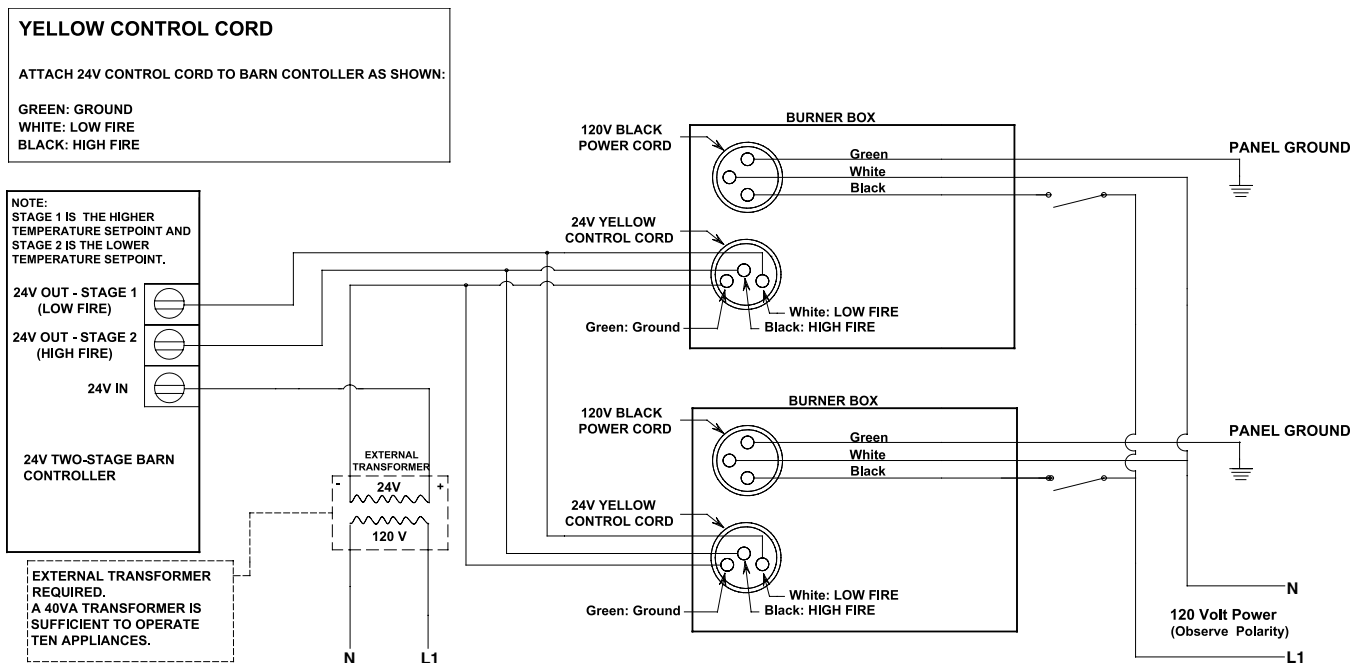 YELLOW CONTROL CORD
ATTACH 24V CONTROL CORD TO BARN CONTOLLER AS SHOWN:
GREEN: GROUND
WHITE: LOW FIRE
BLACK: HIGH FIRE
NOTE:
STAGE 1 IS THE HIGHER
TEMPERATURE SETPOINT AND
STAGE 2 IS THE LOWER
TEMPERATURE SETPOINT.
24V OUT - STAGE 1
(LOW FIRE)
24V OUT - STAGE 2
(HIGH FIRE)
24V IN
24V TWO-STAGE BARN
CONTROLLER
EXTERNAL TRANSFORMER
REQUIRED.
A 40VA TRANSFORMER IS
SUFFICIENT TO OPERATE
TEN APPLIANCES.
EXTERNAL
TRANSFORMER
- 24V +
120 V
N L1
BURNER BOX
120V BLACK
POWER CORD
Green
White
Black
24V YELLOW
CONTROL CORD
White: LOW FIRE
Green: Ground Black: HIGH FIRE
PANEL GROUND
BURNER BOX
120V BLACK
POWER CORD
Green
White
Black
24V YELLOW
CONTROL CORD
White: LOW FIRE
Green: Ground Black: HIGH FIRE
PANEL GROUND
N
120 Volt Power
(Observe Polarity)
L1